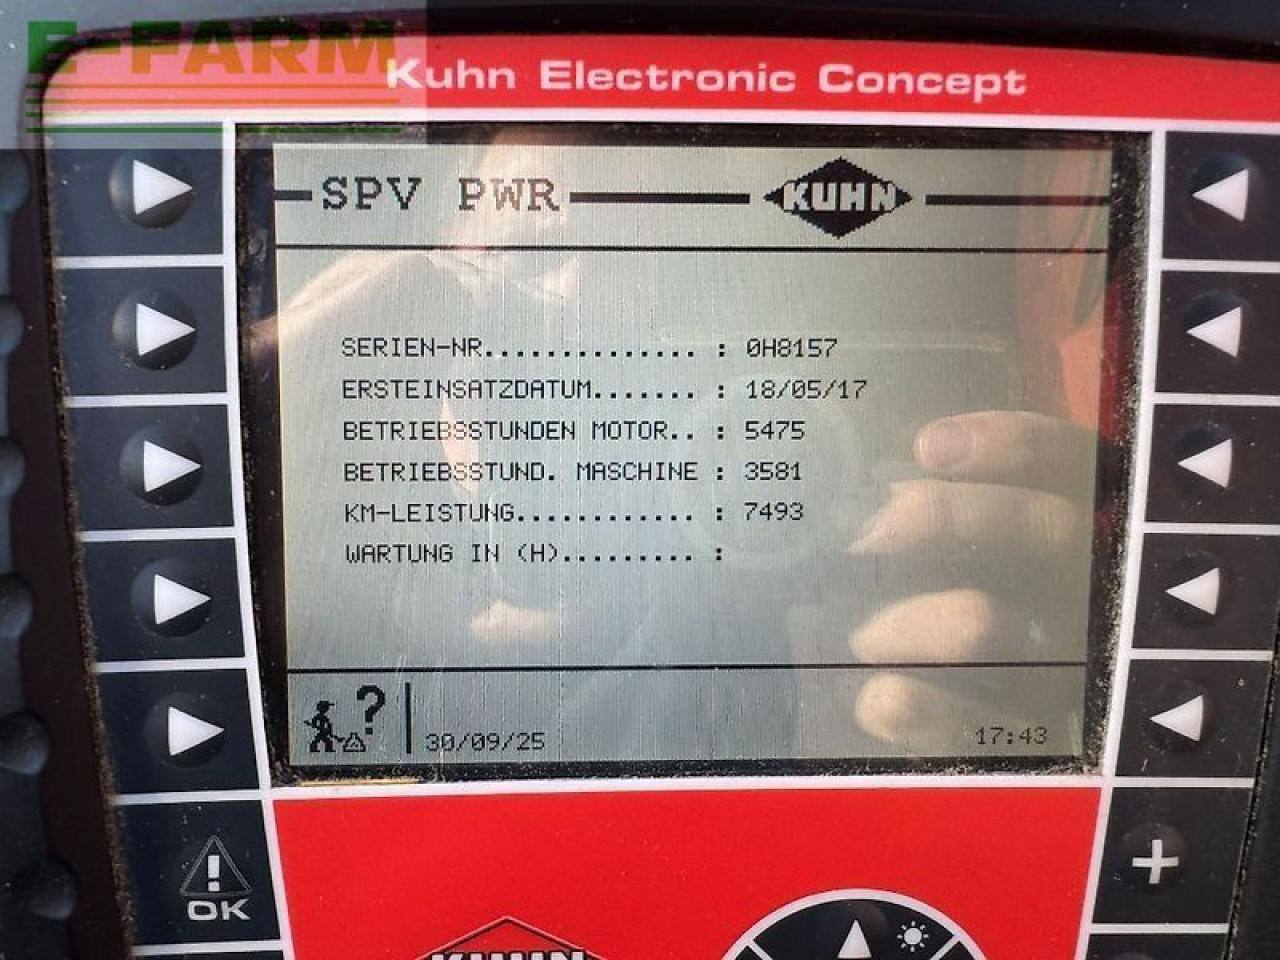 E-FARM
Kuhn Electronic Concept
SPV PWR
KUHN
SERIEN-NR.............. : 0H8157
ERSTEINSATZDATUM....... : 18/05/17
BETRIEBSSTUNDEN MOTOR.. : 5475
BETRIEBSSTUND. MASCHINE : 3581
KM-LEISTUNG............ : 7493
WARTUNG IN (H)......... :
?
30/09/25 17:43
! +
OK
KUHN